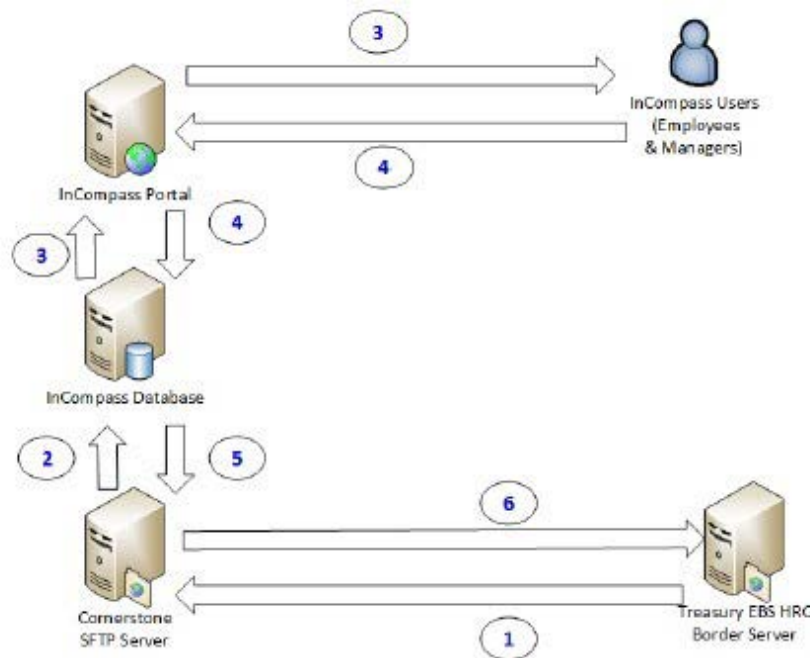 3
InCompass Users
(Employees
& Managers)
4
InCompass Portal
4
3
InCompass Database
2
5
6
Cornerstone
SFTP Server
Treasury EBS HRC
Border Server
1